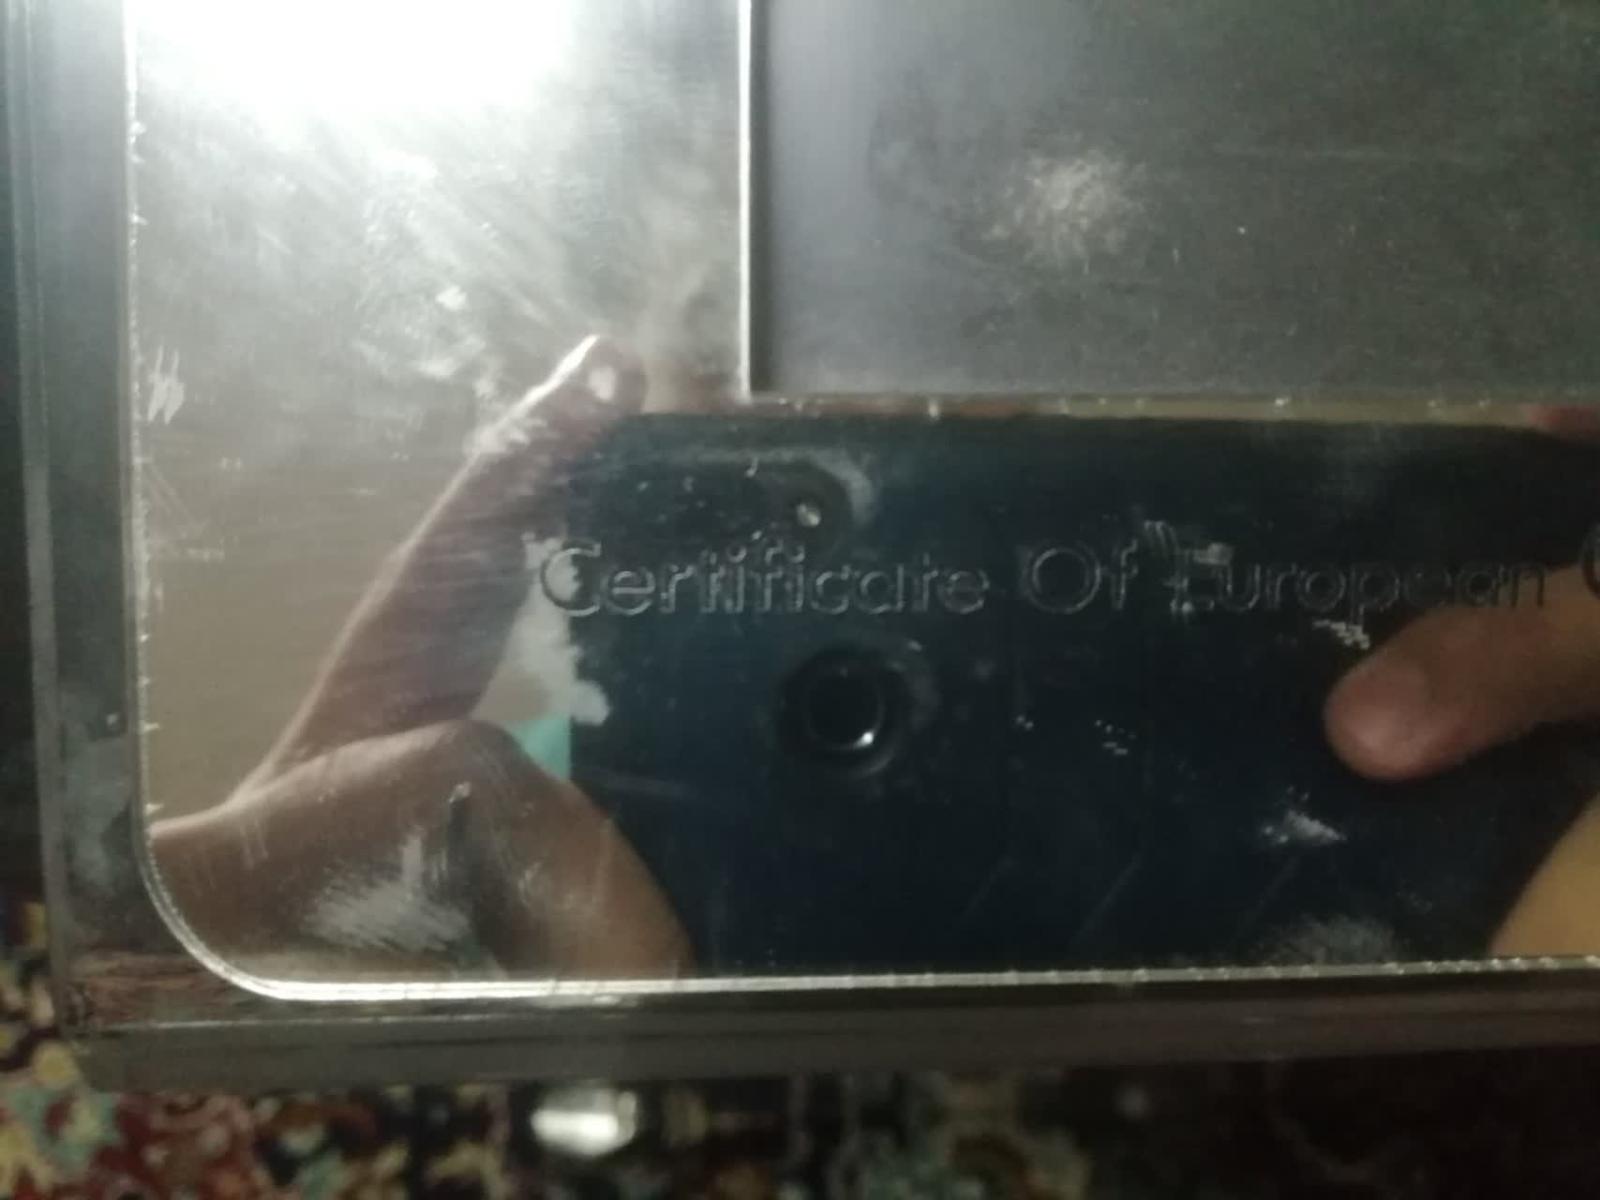 Certificate Of European